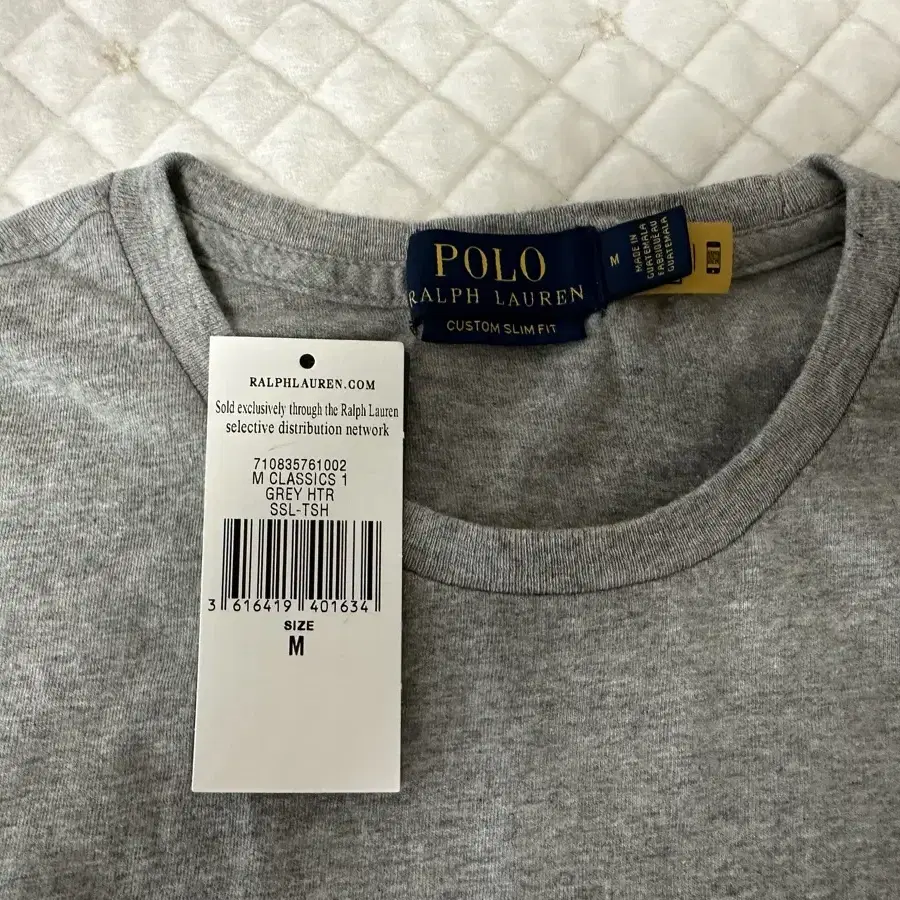 POLO
RALPH LAUREN
CUSTOM SLIM FIT
M
MADE IN
GUATEMALA
FABRIQUÉ AU
GUATEMALA
RALPHLAUREN.COM
Sold exclusively through the Ralph Lauren
selective distribution network
710835761002
M CLASSICS 1
GREY HTR
SSL-TSH
3 616419 401634
SIZE
M